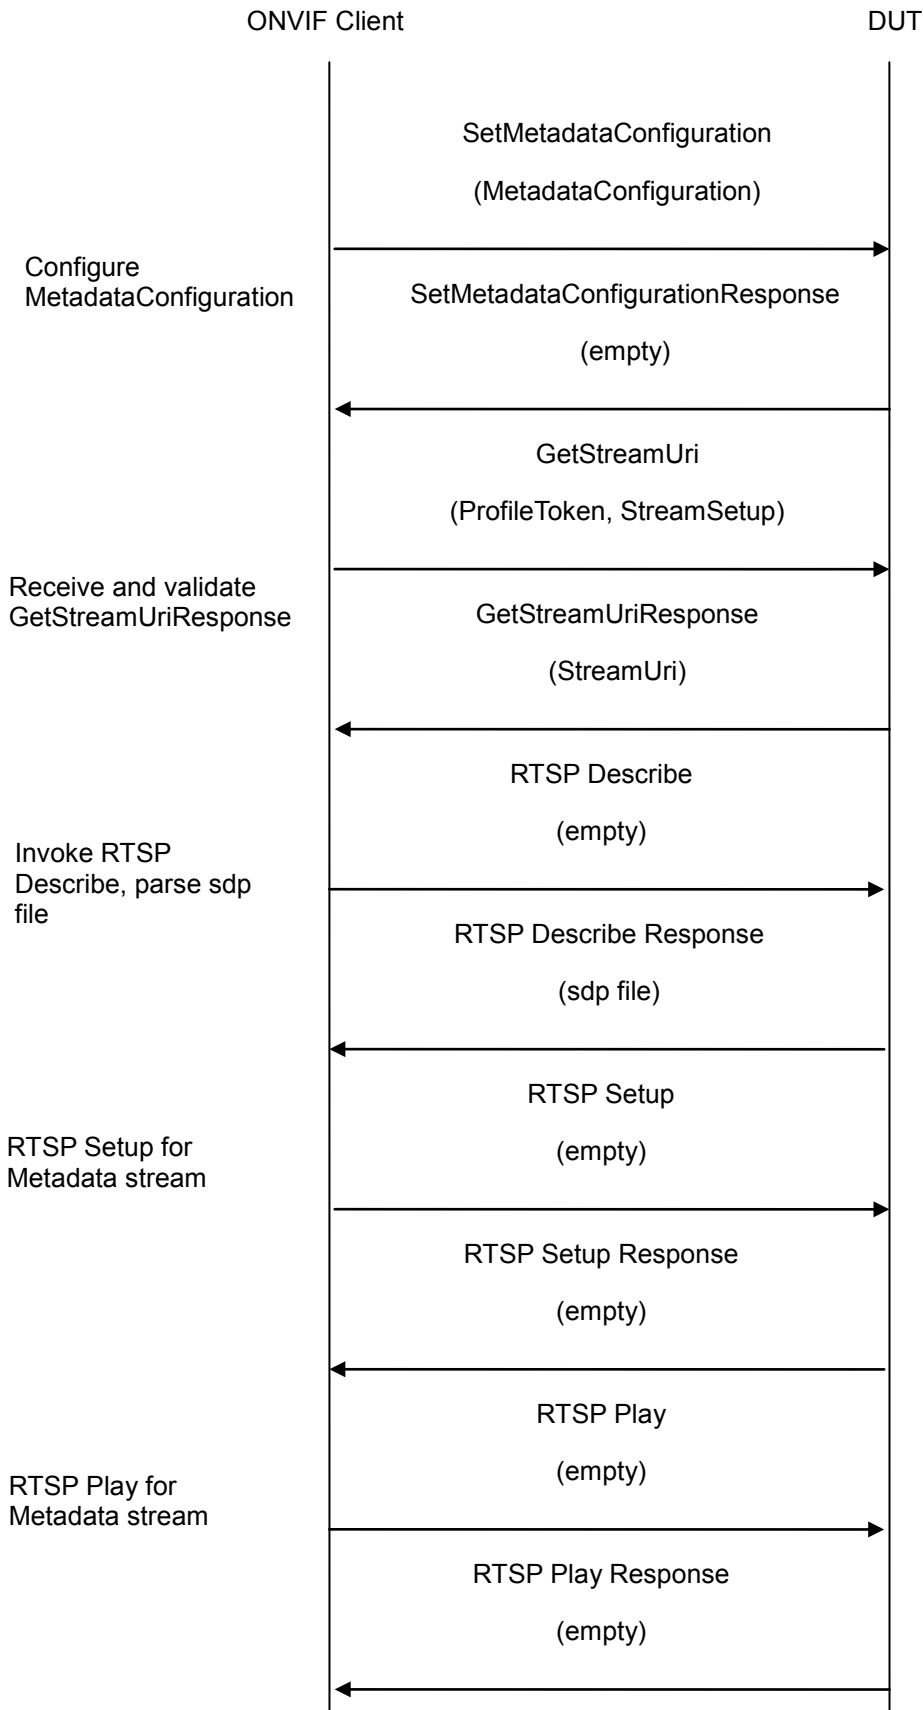 ONVIF Client
DUT
SetMetadataConfiguration
(MetadataConfiguration)
Configure
MetadataConfiguration
SetMetadataConfigurationResponse
(empty)
GetStreamUri
(ProfileToken, StreamSetup)
Receive and validate
GetStreamUriResponse
GetStreamUriResponse
(StreamUri)
RTSP Describe
(empty)
Invoke RTSP
Describe, parse sdp
file
RTSP Describe Response
(sdp file)
RTSP Setup
(empty)
RTSP Setup for
Metadata stream
RTSP Setup Response
(empty)
RTSP Play
(empty)
RTSP Play for
Metadata stream
RTSP Play Response
(empty)